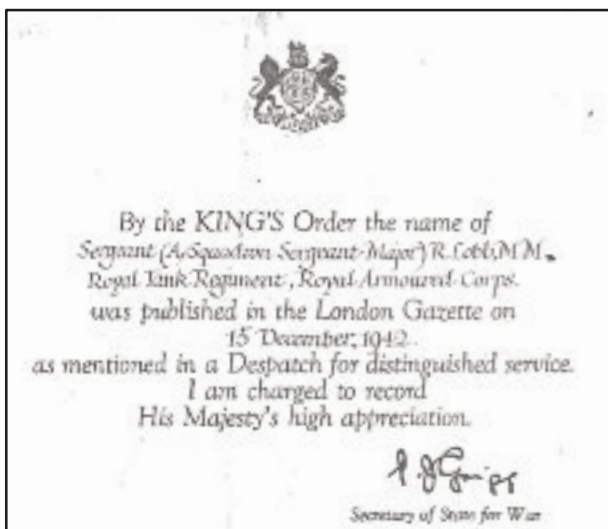 By the KING'S Order the name of
Sergeant (A/Squadron Sergeant-Major) R. Lobb, M.M.,
Royal Tank Regiment, Royal Armoured Corps.
was published in the London Gazette on
15 December, 1942.
as mentioned in a Despatch for distinguished service.
I am charged to record
His Majesty's high appreciation.
Secretary of State for War